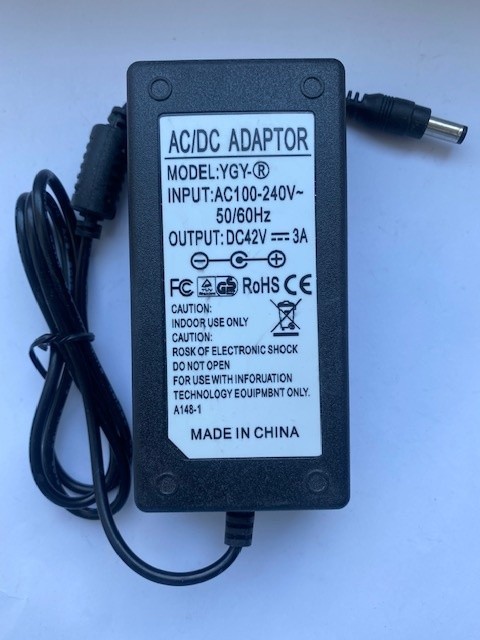 AC/DC ADAPTOR
MODEL:YGY-®
INPUT:AC100-240V~
50/60Hz
OUTPUT:DC42V⎓3A
FC GS RoHS CE
CAUTION:
INDOOR USE ONLY
CAUTION:
ROSK OF ELECTRONIC SHOCK
DO NOT OPEN
FOR USE WITH INFORUATION
TECHNOLOGY EQUIPMBNT ONLY.
A148-1
MADE IN CHINA